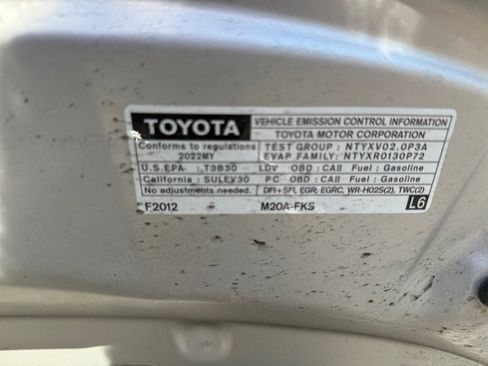 TOYOTA
VEHICLE EMISSION CONTROL INFORMATION
TOYOTA MOTOR CORPORATION
Conforms to regulations
2022MY
TEST GROUP : NTYXV02.0P3A
EVAP FAMILY: NTYXR0130P72
U.S.EPA : T3B30 LDV OBD : CAII Fuel : Gasoline
California : SULEV30 PC OBD : CAII Fuel : Gasoline
No adjustments needed. DFI+SFI, EGR, EGRC, WR-HO2S(2), TWC(2)
F2012 M20A-FKS L6